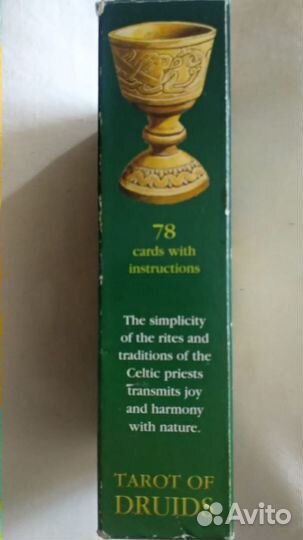 78
cards with
instructions
The simplicity
of the rites and
traditions of the
Celtic priests
transmits joy
and harmony
with nature.
TAROT OF
DRUIDS
Avito